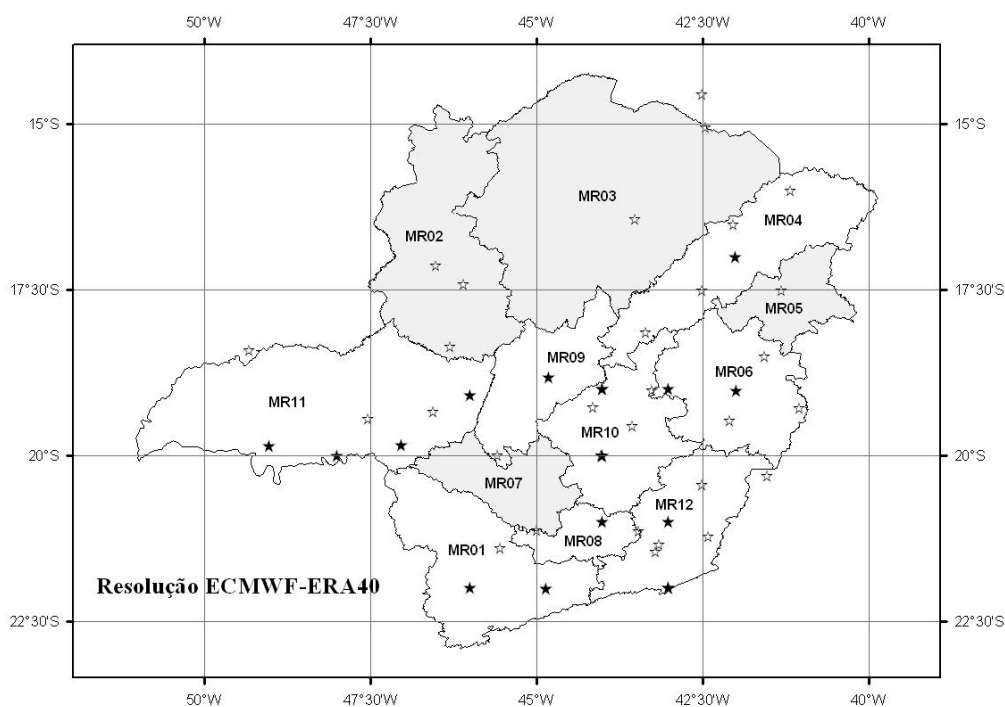 50°W 47°30'W 45°W 42°30'W 40°W
15°S 15°S
MR03
MR04
MR02
17°30'S 17°30'S
MR05
MR09
MR06
MR11
MR10
20°S 20°S
MR07
MR12
MR08
MR01
Resolução ECMWF-ERA40
22°30'S 22°30'S
50°W 47°30'W 45°W 42°30'W 40°W